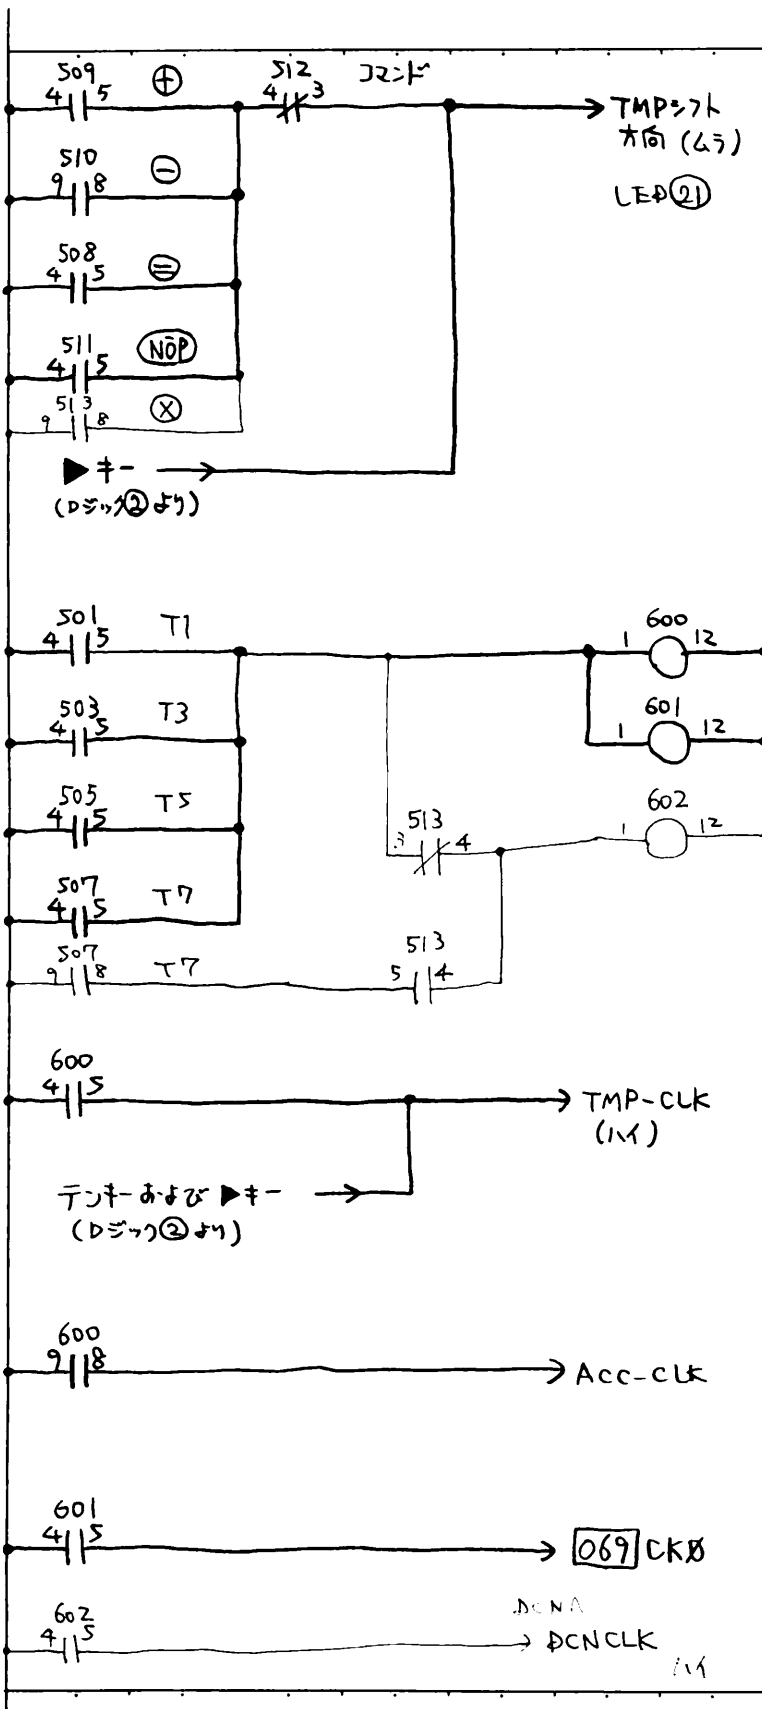 509 ⊕ 512 コマンド
4 5 4 3 TMPシフト
方向 (ムラ)
510 ⊖
9 8 LED㉑
508 ⊜
4 5
511 NOP
4 5
513 ⓧ
9 8
▶キー
(ロジック②より)
501 T1 600
4 5 1 12
503 T3 601
4 5 1 12
505 T5 513 602
4 5 3 4 1 12
507 T7
4 5
507 T7 513
9 8 5 4
600
4 5 TMP-CLK
(ハイ)
テンキーおよび▶キー
(ロジック②より)
600
9 8 ACC-CLK
601
4 5 069 CKØ
602 DCNA
4 5 DCNCLK
ハイ